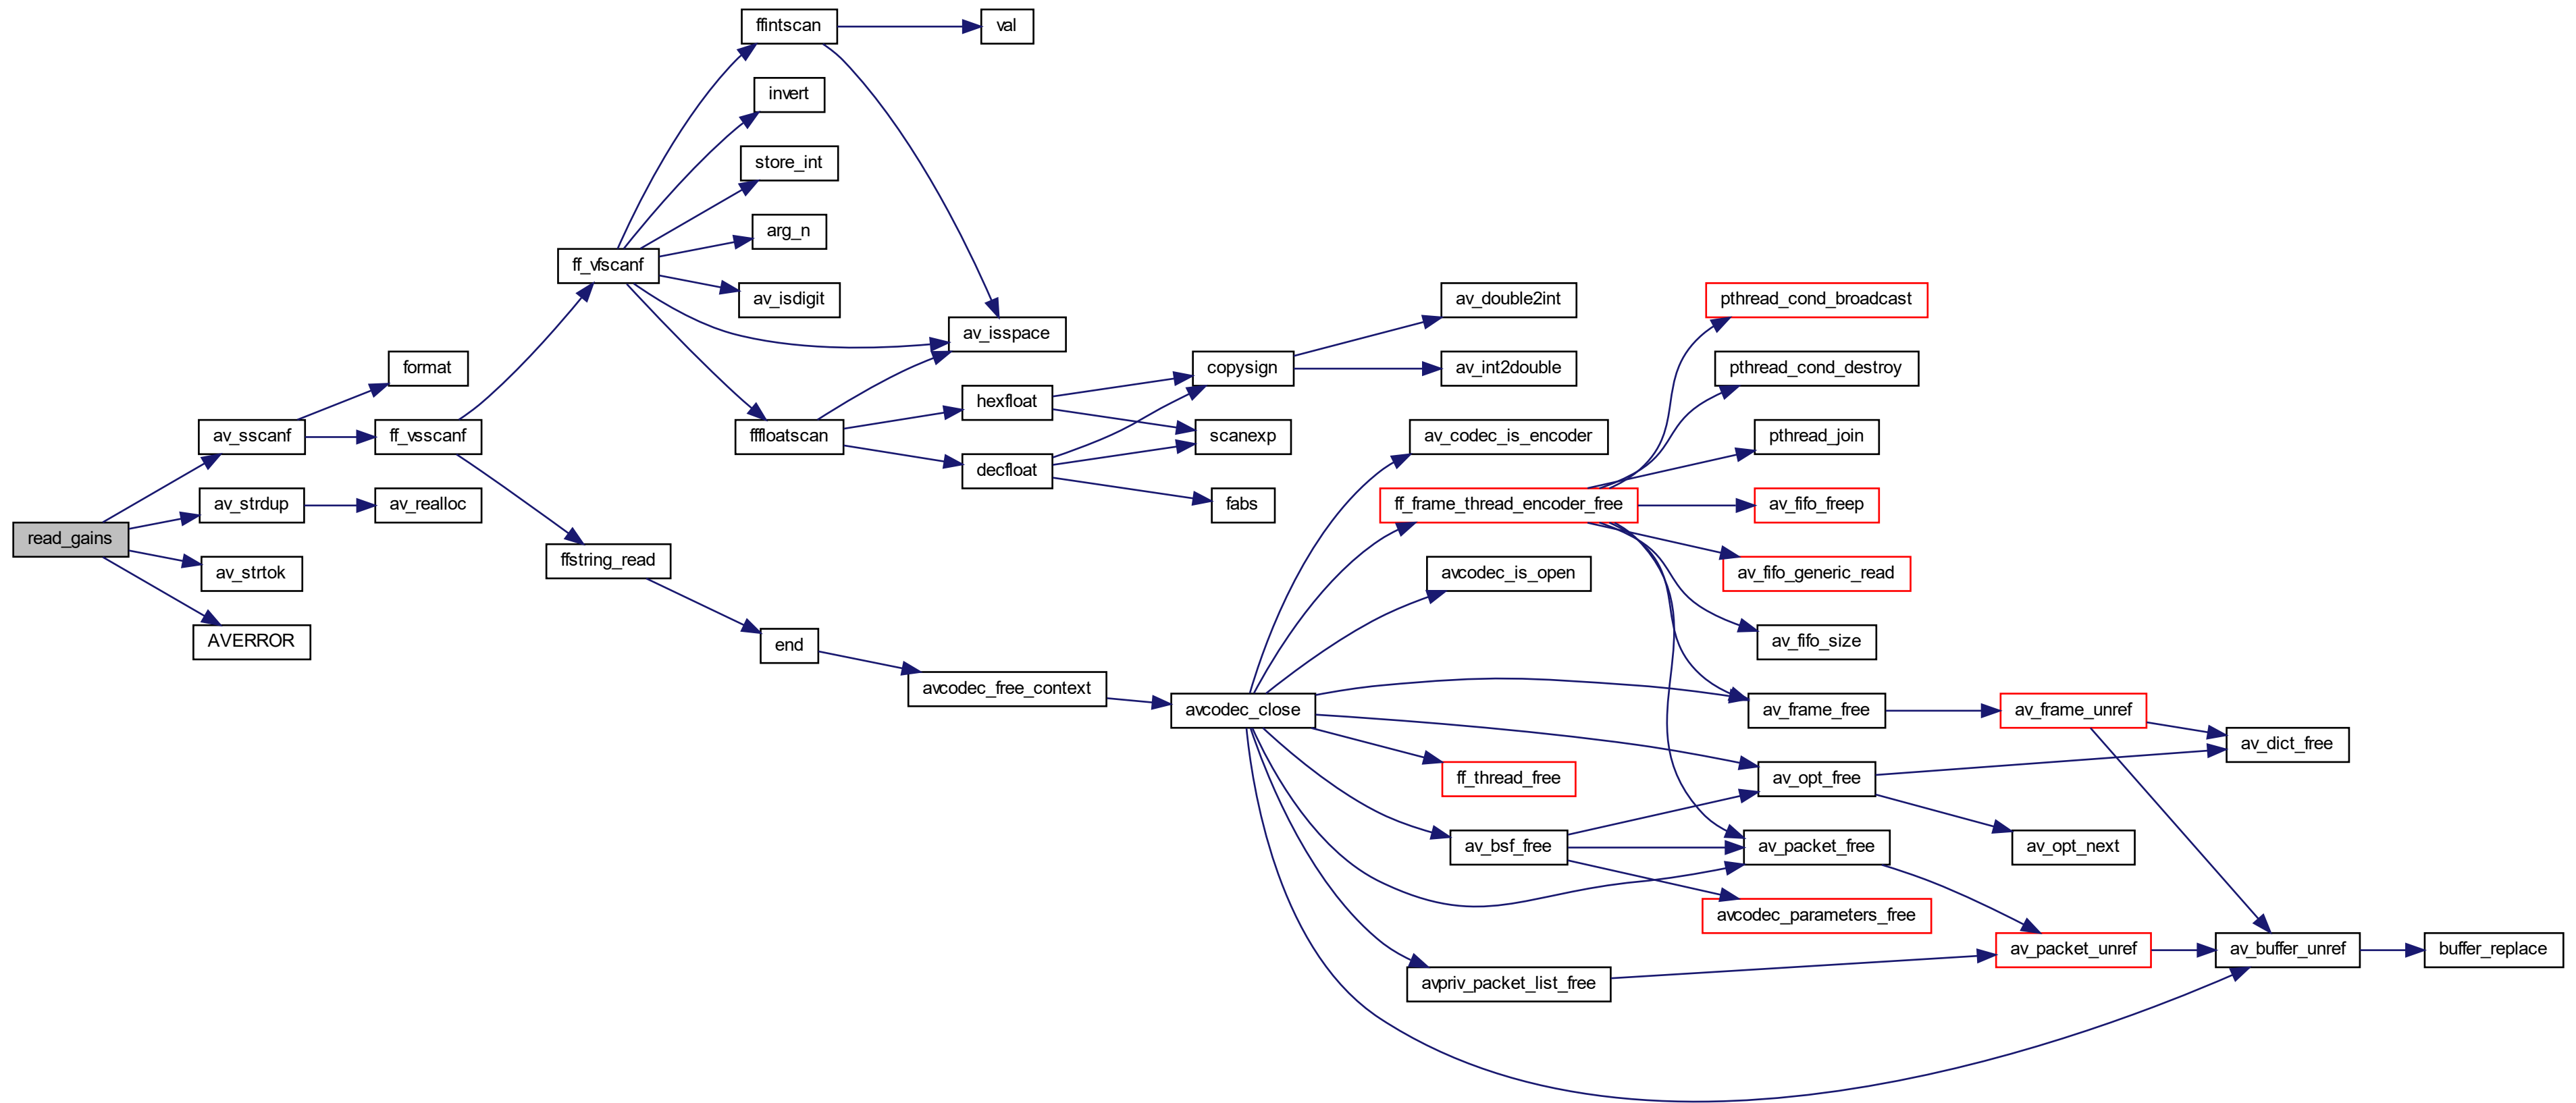 read_gains
av_sscanf
av_strdup
av_strtok
AVERROR
format
ff_vsscanf
av_realloc
ff_vfscanf
ffstring_read
ffintscan
invert
store_int
arg_n
av_isdigit
fffloatscan
end
val
av_isspace
hexfloat
decfloat
avcodec_free_context
copysign
scanexp
fabs
avcodec_close
av_double2int
av_int2double
av_codec_is_encoder
ff_frame_thread_encoder_free
avcodec_is_open
ff_thread_free
av_bsf_free
avpriv_packet_list_free
pthread_cond_broadcast
pthread_cond_destroy
pthread_join
av_fifo_freep
av_fifo_generic_read
av_fifo_size
av_frame_free
av_opt_free
av_packet_free
avcodec_parameters_free
av_frame_unref
av_opt_next
av_packet_unref
av_dict_free
av_buffer_unref
buffer_replace